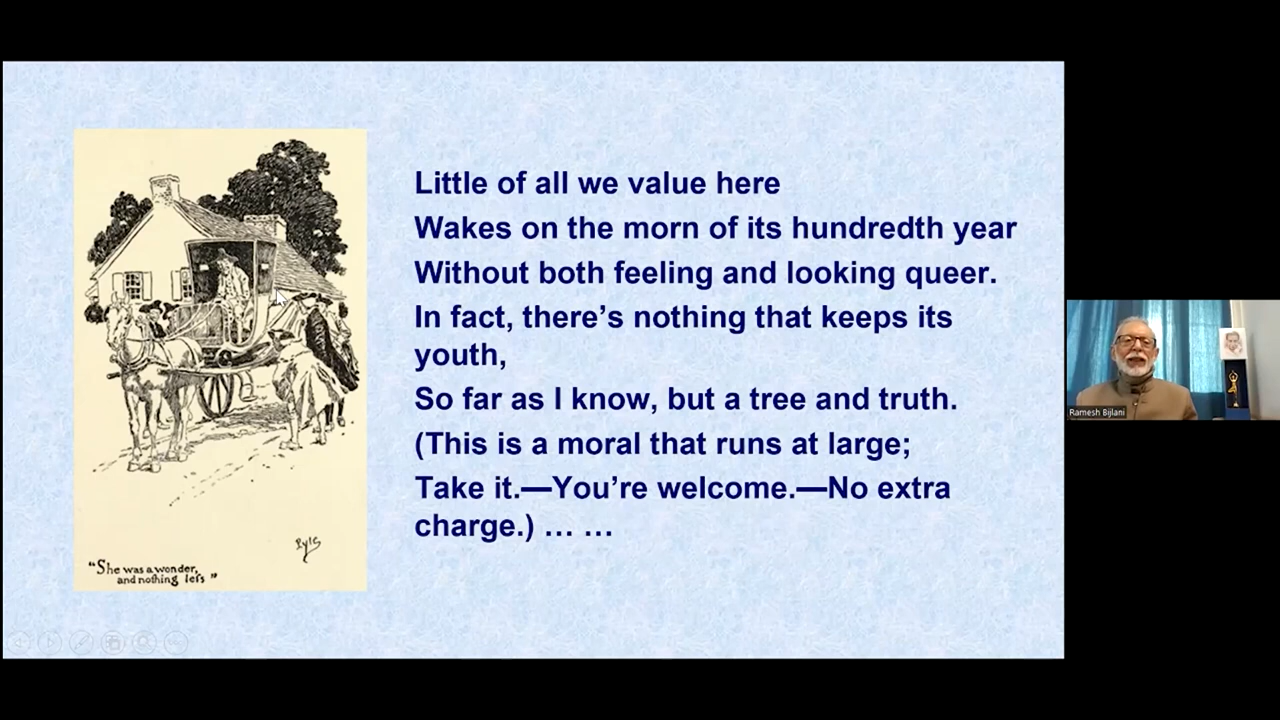 Little of all we value here
Wakes on the morn of its hundredth year
Without both feeling and looking queer.
In fact, there’s nothing that keeps its
youth,
So far as I know, but a tree and truth.
(This is a moral that runs at large;
Take it.—You’re welcome.—No extra
charge.) … …
Pyle
“She was a wonder,
and nothing less”
Ramesh Bijlani